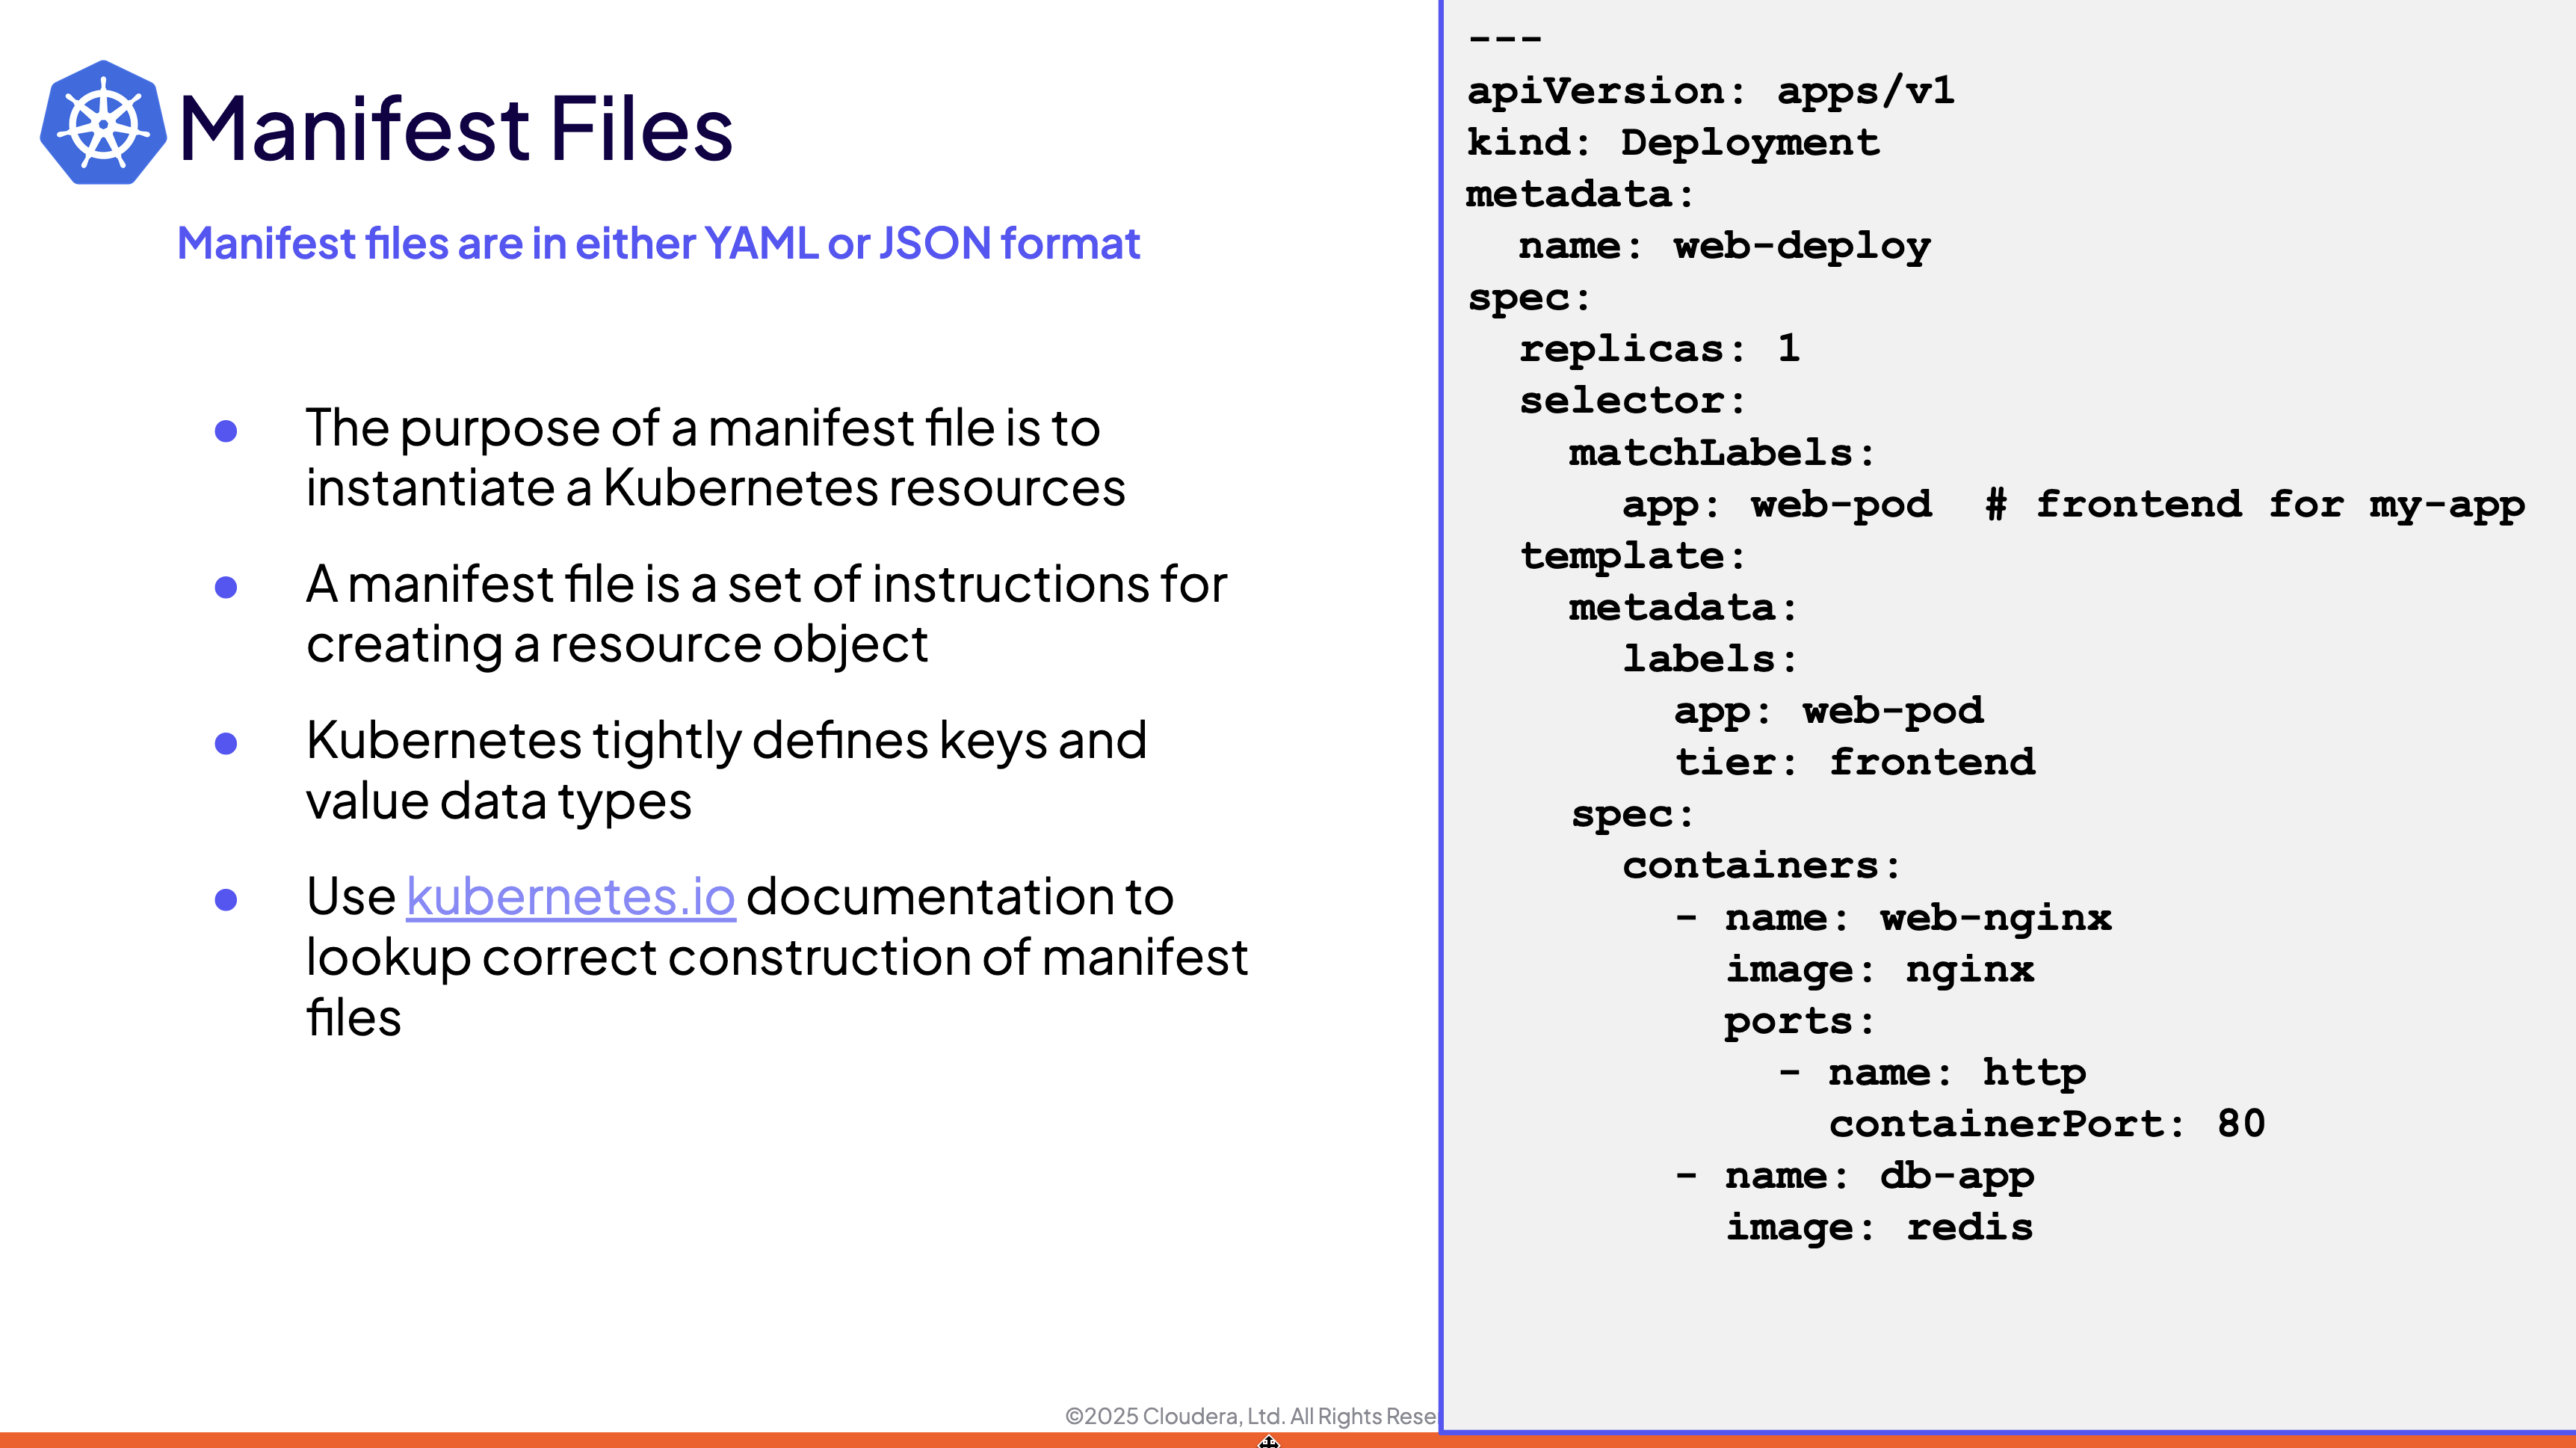 Manifest Files
Manifest files are in either YAML or JSON format
● The purpose of a manifest file is to
instantiate a Kubernetes resources
● A manifest file is a set of instructions for
creating a resource object
● Kubernetes tightly defines keys and
value data types
● Use kubernetes.io documentation to
lookup correct construction of manifest
files
---
apiVersion: apps/v1
kind: Deployment
metadata:
  name: web-deploy
spec:
  replicas: 1
  selector:
    matchLabels:
      app: web-pod  # frontend for my-app
  template:
    metadata:
      labels:
        app: web-pod
        tier: frontend
    spec:
      containers:
        - name: web-nginx
          image: nginx
          ports:
            - name: http
              containerPort: 80
        - name: db-app
          image: redis
©2025 Cloudera, Ltd. All Rights Rese